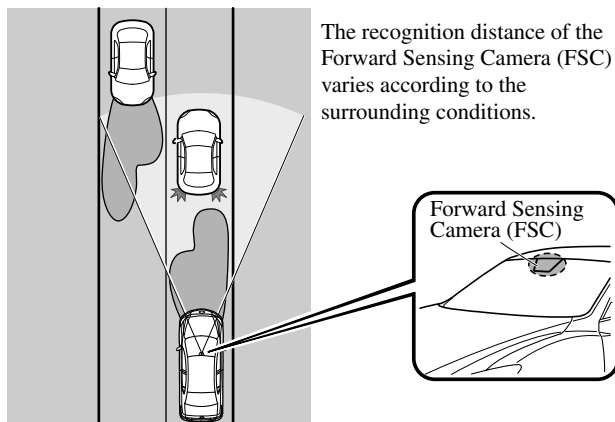 The recognition distance of the
Forward Sensing Camera (FSC)
varies according to the
surrounding conditions.
Forward Sensing
Camera (FSC)